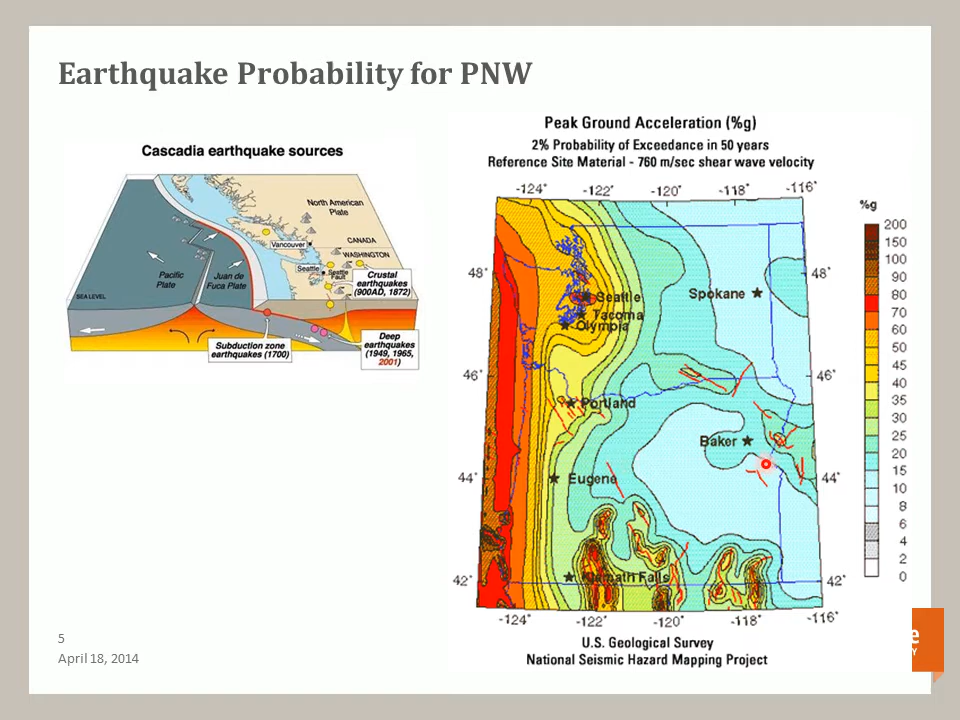 Earthquake Probability for PNW
Cascadia earthquake sources
North American
Plate
Vancouver
CANADA
WASHINGTON
Seattle
Seattle
Fault
Crustal
earthquakes
(900AD, 1872)
Pacific
Plate
Juan de
Fuca Plate
SEA LEVEL
Subduction zone
earthquakes (1700)
Deep
earthquakes
(1949, 1965,
2001)
Peak Ground Acceleration (%g)
2% Probability of Exceedance in 50 years
Reference Site Material - 760 m/sec shear wave velocity
-124° -122° -120° -118° -116°
%g
200
150
100
90
80
70
60
50
45
40
35
30
25
20
15
10
8
6
4
2
0
48° 48°
Seattle
Spokane
Tacoma
Olympia
46° 46°
Portland
Baker
44° 44°
Eugene
42° 42°
Klamath Falls
-124° -122° -120° -118° -116°
U.S. Geological Survey
National Seismic Hazard Mapping Project
5
April 18, 2014
e
Y